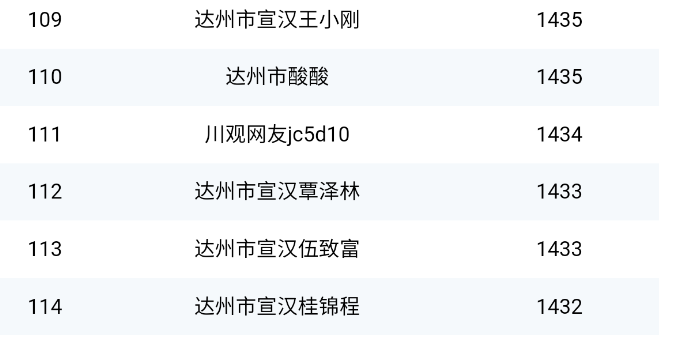 109 达州市宣汉王小刚 1435
110 达州市酸酸 1435
111 川观网友jc5d10 1434
112 达州市宣汉覃泽林 1433
113 达州市宣汉伍致富 1433
114 达州市宣汉桂锦程 1432